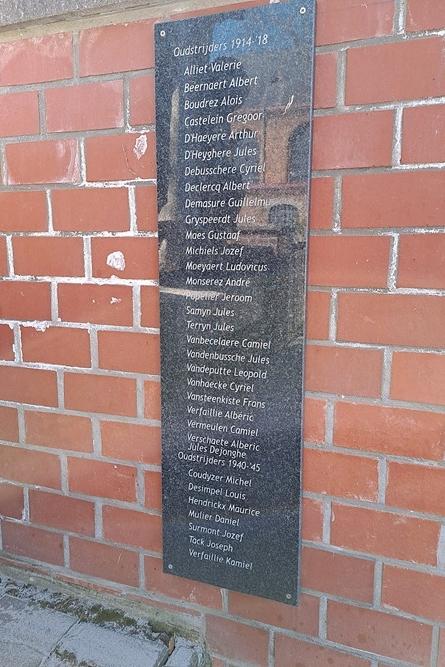 Oudstrijders 1914-'18
Alliet Valerie
Beernaert Albert
Boudrez Alois
Castelein Gregoor
D'Haeyere Arthur
D'Heyghere Jules
Debusschere Cyriel
Declercq Albert
Demasure Guillelmu
Gryspeerdt Jules
Maes Gustaaf
Michiels Jozef
Moeyaert Ludovicus
Monserez André
Popelier Jeroom
Samyn Jules
Terryn Jules
Vanbecelaere Camiel
Vandenbussche Jules
Vandeputte Leopold
Vanhaecke Cyriel
Vansteenkiste Frans
Verfaillie Alberic
Vermeulen Camiel
Verschaete Alberic
Jules Dejonghe
Oudstrijders 1940-'45
Coudyzer Michel
Desimpel Louis
Hendrickx Maurice
Mulier Daniel
Surmont Jozef
Tack Joseph
Verfaillie Kamiel